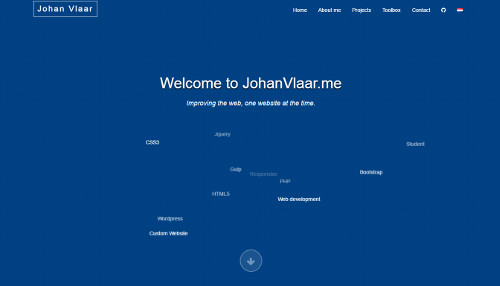 Johan Vlaar
Home About me Projects Toolbox Contact
Welcome to JohanVlaar.me
Improving the web, one website at the time.
Jquery
CSS3
Student
Gulp
Responsive
Bootstrap
PHP
HTML5
Web development
Wordpress
Custom Website